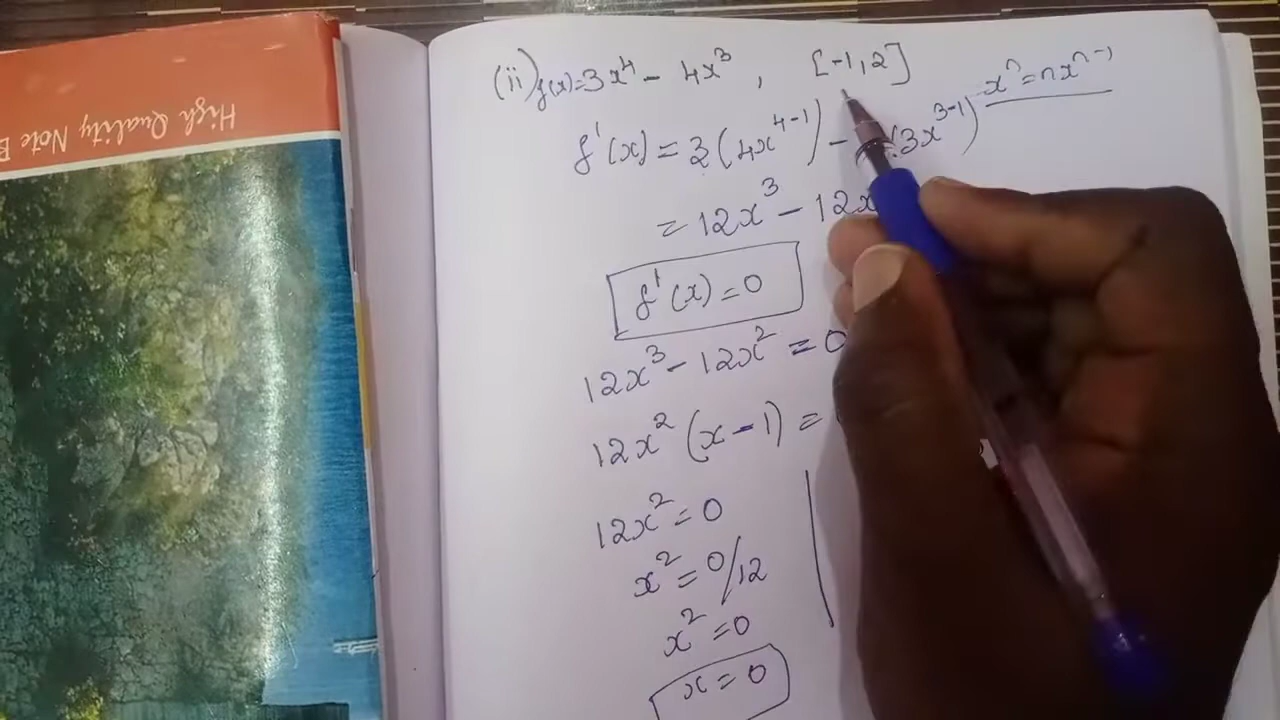 High Quality Note B
(ii) f(x)=3x⁴ - 4x³ , [-1,2]
xⁿ = nxⁿ⁻¹
f'(x) = 3(4x⁴⁻¹) - (3x³⁻¹)
= 12x³ - 12x
f'(x) = 0
12x³ - 12x² = 0
12x² (x-1) =
12x² = 0
x² = 0/12
x² = 0
x = 0